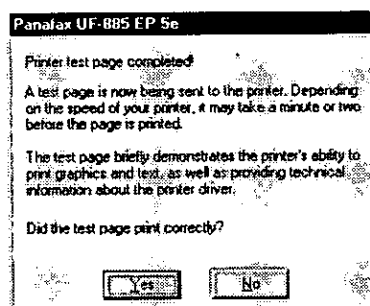 Panafax UF-885 EP 5e
Printer test page completed!
A test page is now being sent to the printer. Depending
on the speed of your printer, it may take a minute or two
before the page is printed.
The test page briefly demonstrates the printer's ability to
print graphics and text, as well as providing technical
information about the printer driver.
Did the test page print correctly?
Yes
No